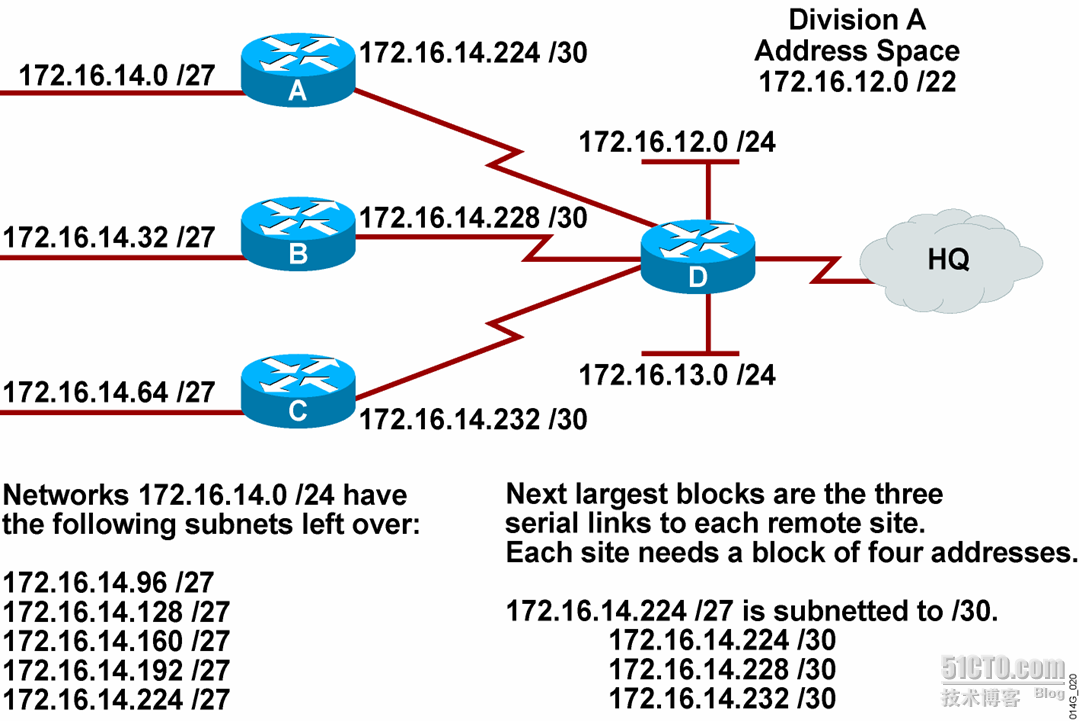 Division A
Address Space
172.16.12.0 /22
172.16.14.0 /27
A
172.16.14.224 /30
172.16.12.0 /24
172.16.14.32 /27
B
172.16.14.228 /30
D
HQ
172.16.14.64 /27
C
172.16.14.232 /30
172.16.13.0 /24
Networks 172.16.14.0 /24 have
the following subnets left over:
172.16.14.96 /27
172.16.14.128 /27
172.16.14.160 /27
172.16.14.192 /27
172.16.14.224 /27
Next largest blocks are the three
serial links to each remote site.
Each site needs a block of four addresses.
172.16.14.224 /27 is subnetted to /30.
172.16.14.224 /30
172.16.14.228 /30
172.16.14.232 /30
51CTO.com
技术博客 Blog
014G_020